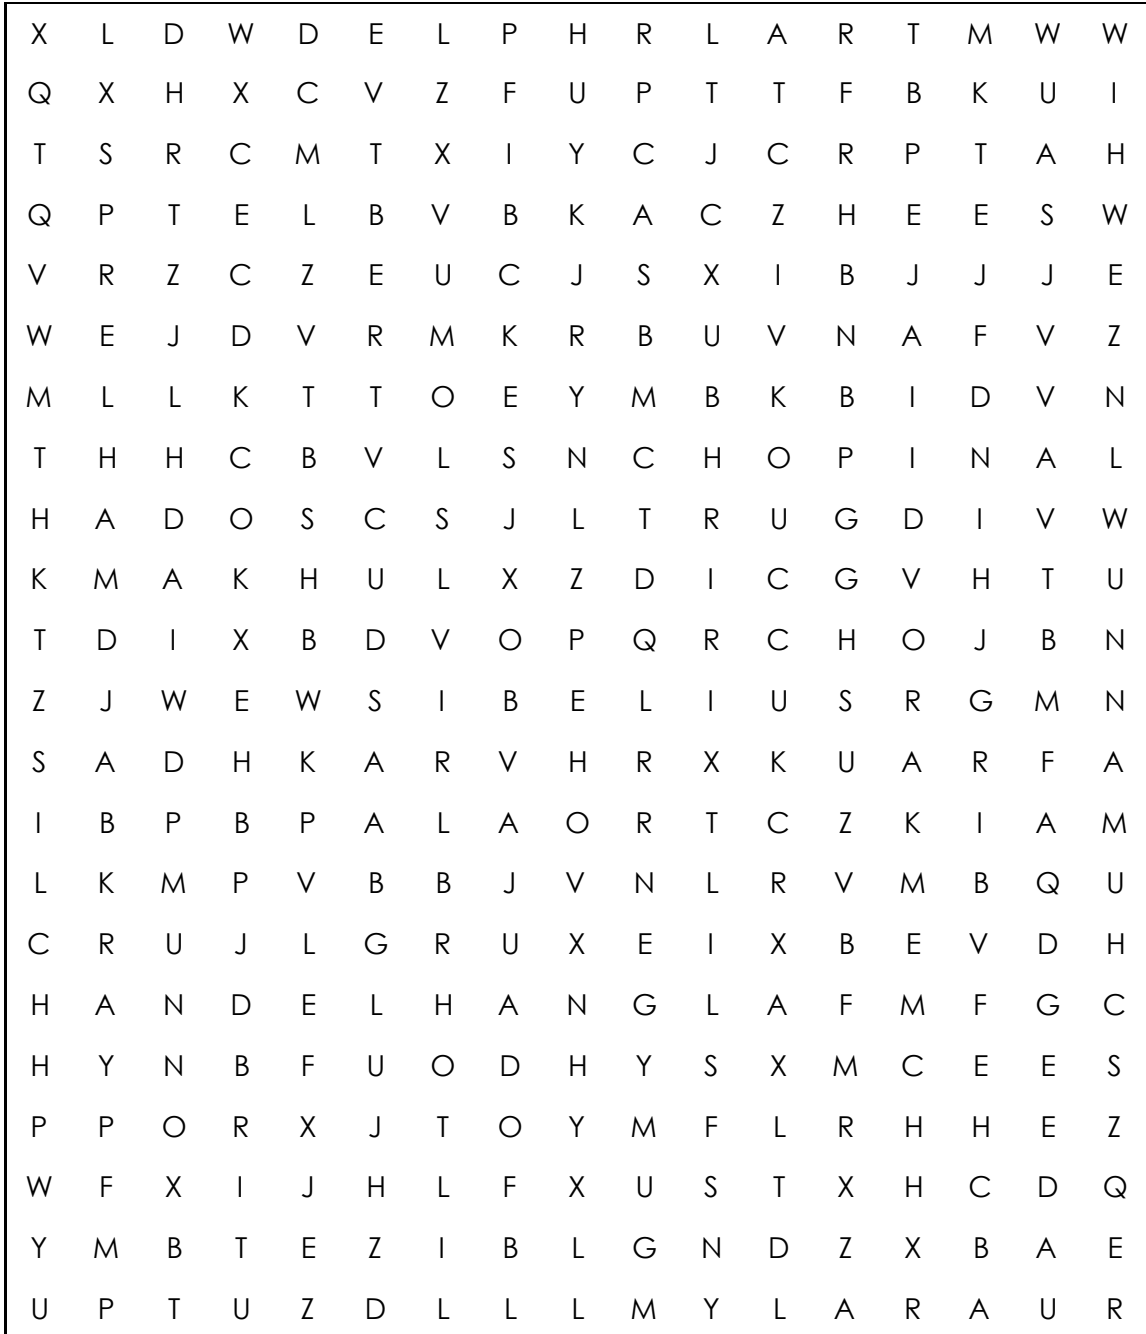 X L D W D E L P H R L A R T M W W
Q X H X C V Z F U P T T F B K U I
T S R C M T X I Y C J C R P T A H
Q P T E L B V B K A C Z H E E S W
V R Z C Z E U C J S X I B J J J E
W E J D V R M K R B U V N A F V Z
M L L K T T O E Y M B K B I D V N
T H H C B V L S N C H O P I N A L
H A D O S C S J L T R U G D I V W
K M A K H U L X Z D I C G V H T U
T D I X B D V O P Q R C H O J B N
Z J W E W S I B E L I U S R G M N
S A D H K A R V H R X K U A R F A
I B P B P A L A O R T C Z K I A M
L K M P V B B J V N L R V M B Q U
C R U J L G R U X E I X B E V D H
H A N D E L H A N G L A F M F G C
H Y N B F U O D H Y S X M C E E S
P P O R X J T O Y M F L R H H E Z
W F X I J H L F X U S T X H C D Q
Y M B T E Z I B L G N D Z X B A E
U P T U Z D L L L M Y L A R A U R